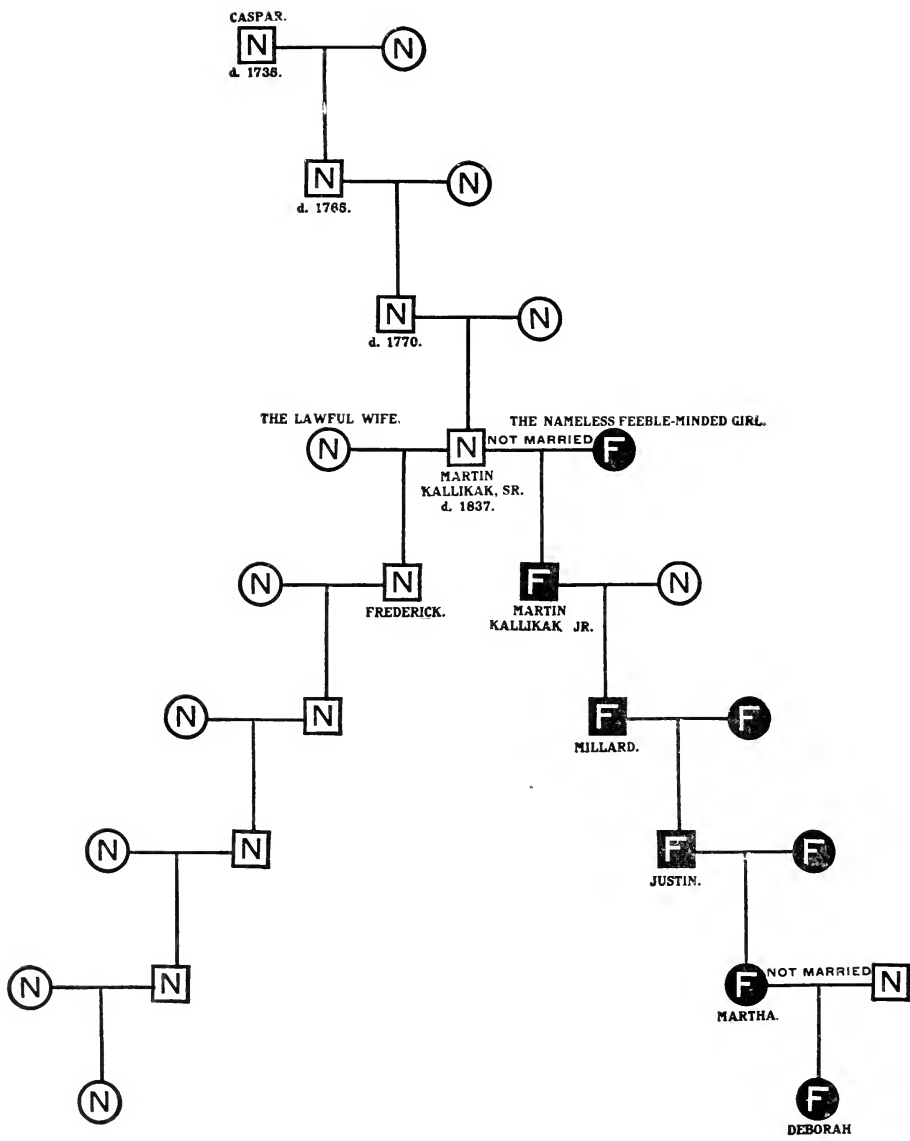 CASPAR.
N N
d. 1735.
N N
d. 1765.
N N
d. 1770.
THE LAWFUL WIFE. THE NAMELESS FEEBLE-MINDED GIRL.
N N NOT MARRIED F
MARTIN
KALLIKAK, SR.
d. 1837.
N N F N
FREDERICK. MARTIN
KALLIKAK JR.
N N F F
MILLARD.
N N F F
JUSTIN.
N N F NOT MARRIED N
MARTHA.
N F
DEBORAH